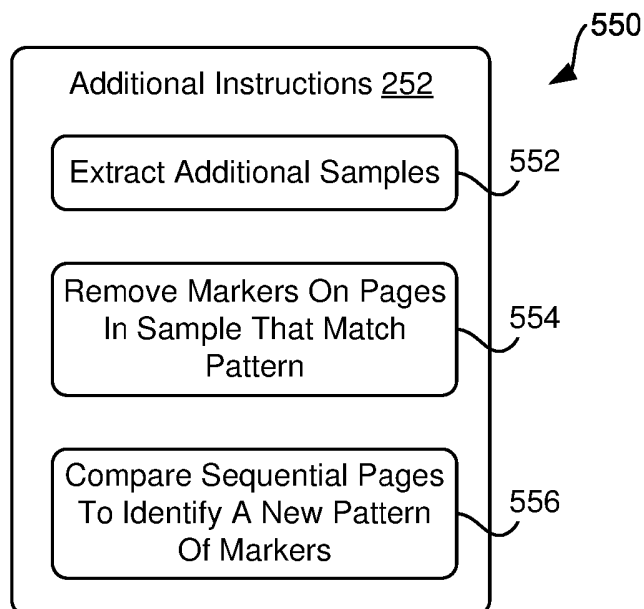 550
Additional Instructions 252
Extract Additional Samples
552
Remove Markers On Pages
In Sample That Match
Pattern
554
Compare Sequential Pages
To Identify A New Pattern
Of Markers
556